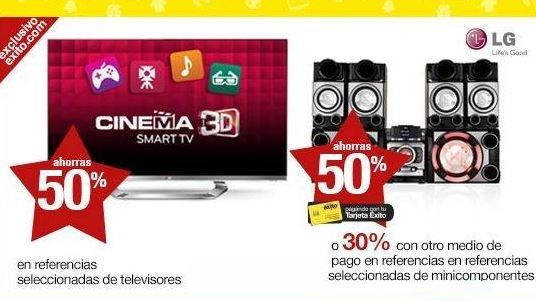 exclusivo
exito.com
LG
Life's Good
CINEMA 3D
SMART TV
ahorras
50%
en referencias
seleccionadas de televisores
ahorras
50%
éxito
pagando con tu
Tarjeta Éxito
o 30% con otro medio de
pago en referencias en referencias
seleccionadas de minicomponentes